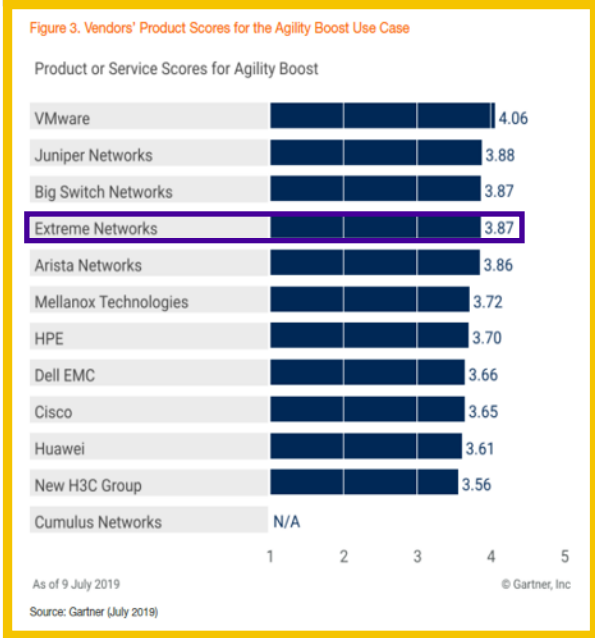 Figure 3. Vendors' Product Scores for the Agility Boost Use Case
Product or Service Scores for Agility Boost
VMware 4.06
Juniper Networks 3.88
Big Switch Networks 3.87
Extreme Networks 3.87
Arista Networks 3.86
Mellanox Technologies 3.72
HPE 3.70
Dell EMC 3.66
Cisco 3.65
Huawei 3.61
New H3C Group 3.56
Cumulus Networks N/A
1 2 3 4 5
As of 9 July 2019 © Gartner, Inc
Source: Gartner (July 2019)